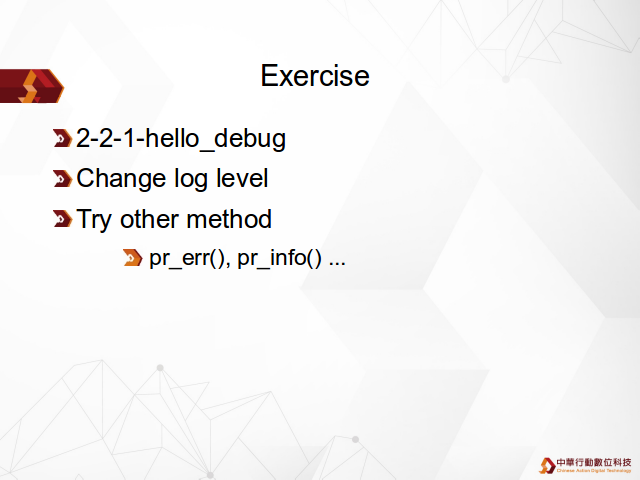 Exercise
2-2-1-hello_debug
Change log level
Try other method
pr_err(), pr_info() ...
中華行動數位科技
Chinese Action Digital Technology